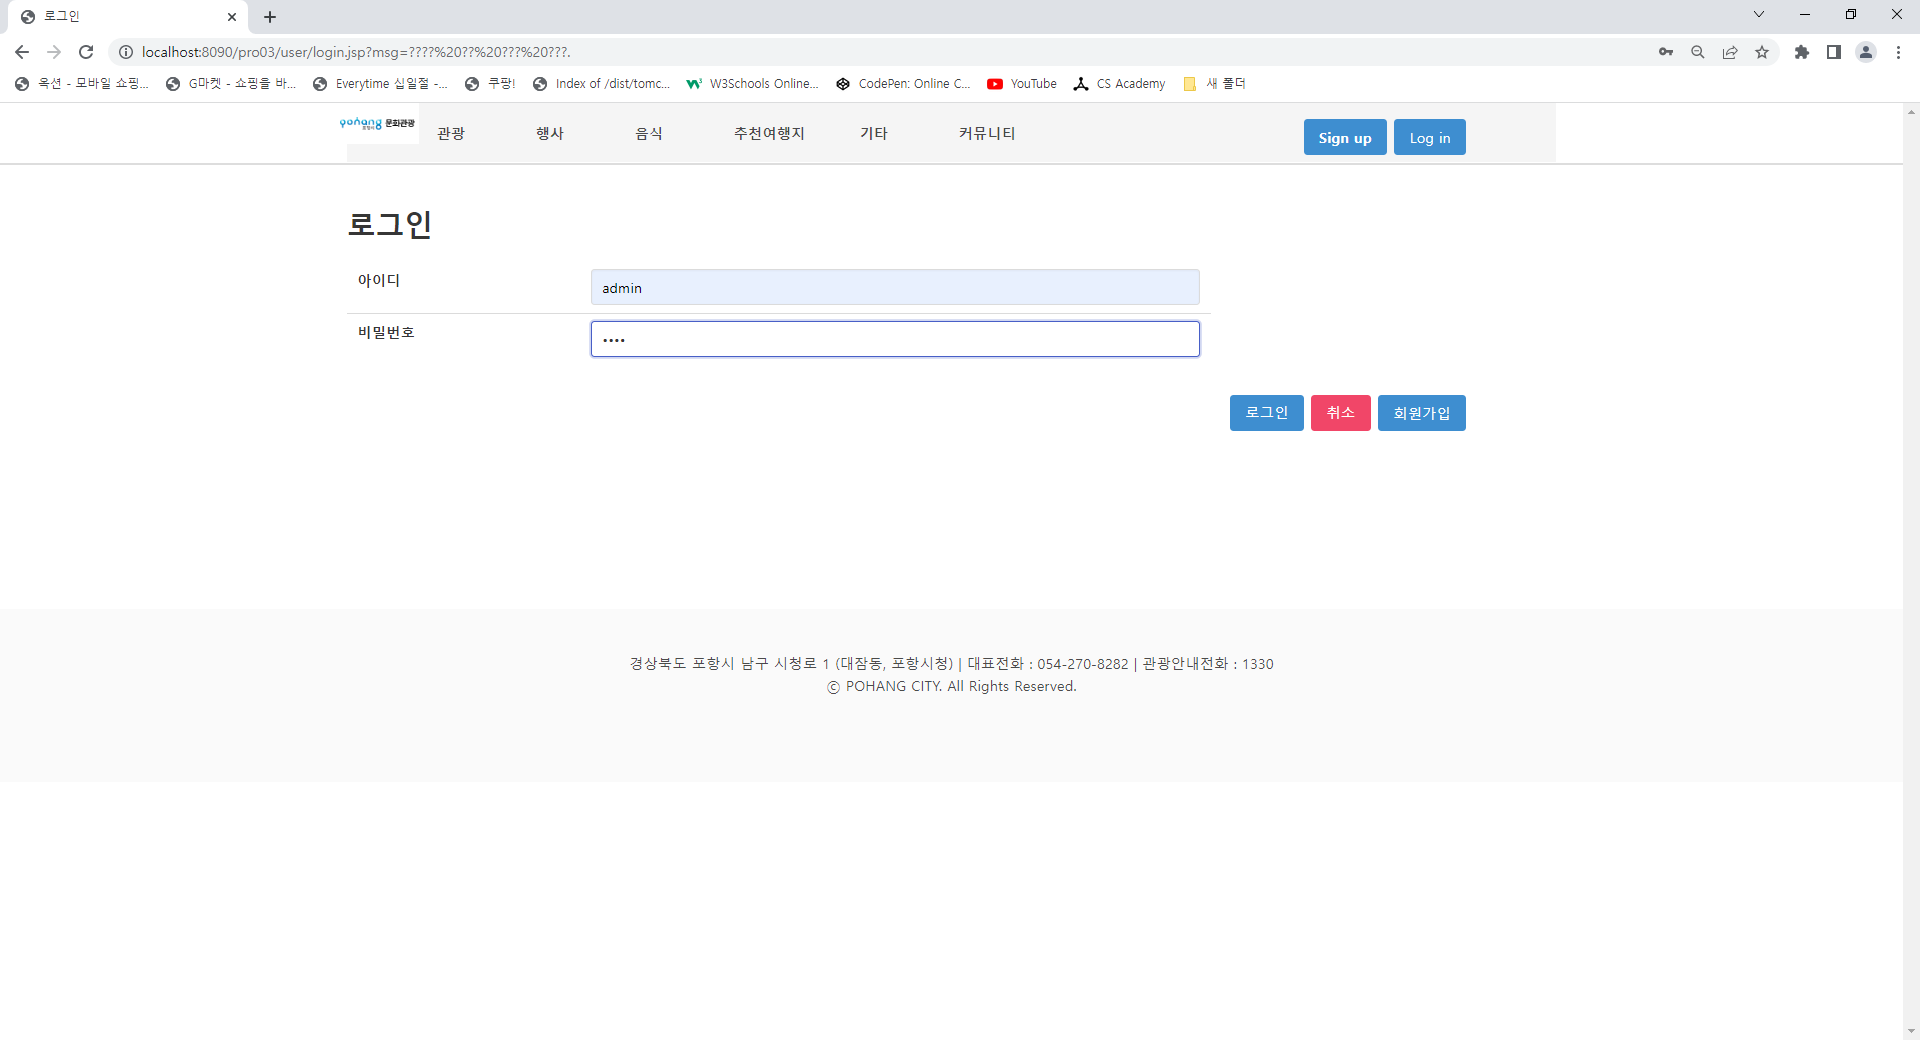 로그인
localhost:8090/pro03/user/login.jsp?msg=????%20??%20???%20???.
옥션 - 모바일 쇼핑... G마켓 - 쇼핑을 바... Everytime 십일절 -... 쿠팡! Index of /dist/tomc... W3Schools Online... CodePen: Online C... YouTube CS Academy 새 폴더
pohang 포항시 문화관광 관광 행사 음식 추천여행지 기타 커뮤니티 Sign up Log in
로그인
아이디 admin
비밀번호 ••••
로그인 취소 회원가입
경상북도 포항시 남구 시청로 1 (대잠동, 포항시청) | 대표전화 : 054-270-8282 | 관광안내전화 : 1330
ⓒ POHANG CITY. All Rights Reserved.